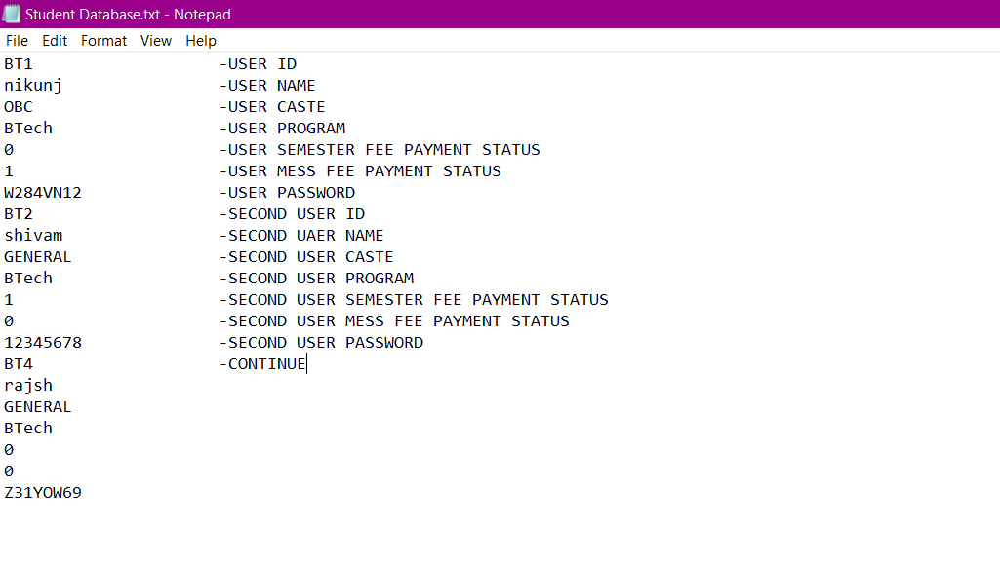 Student Database.txt - Notepad
File Edit Format View Help
BT1 -USER ID
nikunj -USER NAME
OBC -USER CASTE
BTech -USER PROGRAM
0 -USER SEMESTER FEE PAYMENT STATUS
1 -USER MESS FEE PAYMENT STATUS
W284VN12 -USER PASSWORD
BT2 -SECOND USER ID
shivam -SECOND UAER NAME
GENERAL -SECOND USER CASTE
BTech -SECOND USER PROGRAM
1 -SECOND USER SEMESTER FEE PAYMENT STATUS
0 -SECOND USER MESS FEE PAYMENT STATUS
12345678 -SECOND USER PASSWORD
BT4 -CONTINUE
rajsh
GENERAL
BTech
0
0
Z31YOW69